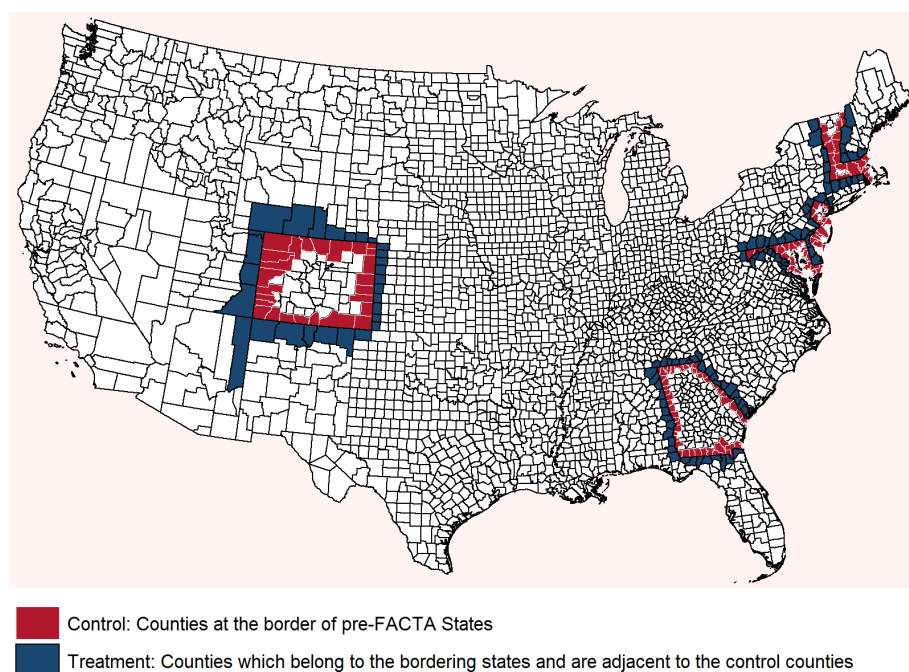 Control: Counties at the border of pre-FACTA States
Treatment: Counties which belong to the bordering states and are adjacent to the control counties